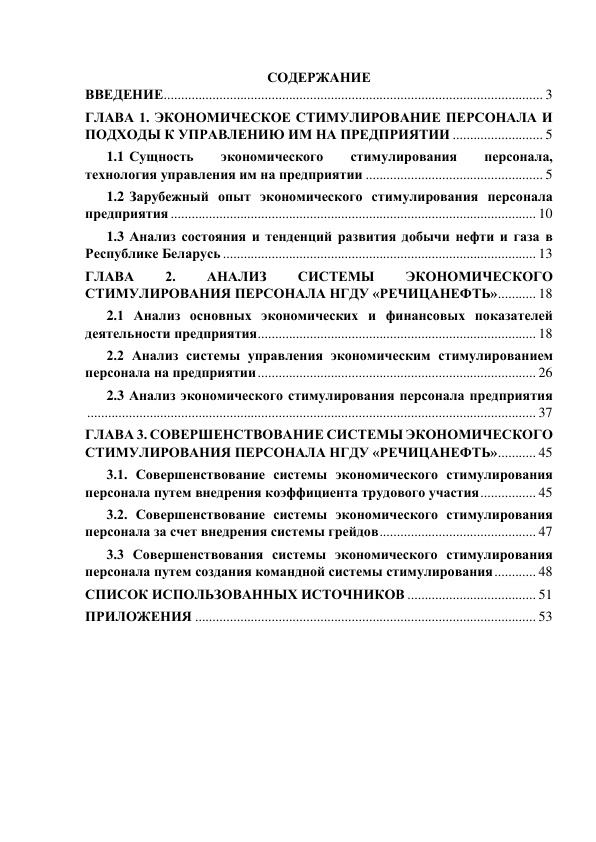 СОДЕРЖАНИЕ
ВВЕДЕНИЕ............................................................................................................. 3
ГЛАВА 1. ЭКОНОМИЧЕСКОЕ СТИМУЛИРОВАНИЕ ПЕРСОНАЛА И
ПОДХОДЫ К УПРАВЛЕНИЮ ИМ НА ПРЕДПРИЯТИИ .......................... 5
1.1 Сущность экономического стимулирования персонала,
технология управления им на предприятии ................................................... 5
1.2 Зарубежный опыт экономического стимулирования персонала
предприятия ......................................................................................................... 10
1.3 Анализ состояния и тенденций развития добычи нефти и газа в
Республике Беларусь .......................................................................................... 13
ГЛАВА 2. АНАЛИЗ СИСТЕМЫ ЭКОНОМИЧЕСКОГО
СТИМУЛИРОВАНИЯ ПЕРСОНАЛА НГДУ «РЕЧИЦАНЕФТЬ»........... 18
2.1 Анализ основных экономических и финансовых показателей
деятельности предприятия................................................................................ 18
2.2 Анализ системы управления экономическим стимулированием
персонала на предприятии ................................................................................ 26
2.3 Анализ экономического стимулирования персонала предприятия
................................................................................................................................. 37
ГЛАВА 3. СОВЕРШЕНСТВОВАНИЕ СИСТЕМЫ ЭКОНОМИЧЕСКОГО
СТИМУЛИРОВАНИЯ ПЕРСОНАЛА НГДУ «РЕЧИЦАНЕФТЬ»........... 45
3.1. Совершенствование системы экономического стимулирования
персонала путем внедрения коэффициента трудового участия................ 45
3.2. Совершенствование системы экономического стимулирования
персонала за счет внедрения системы грейдов............................................. 47
3.3 Совершенствования системы экономического стимулирования
персонала путем создания командной системы стимулирования ............ 48
СПИСОК ИСПОЛЬЗОВАННЫХ ИСТОЧНИКОВ ..................................... 51
ПРИЛОЖЕНИЯ .................................................................................................. 53